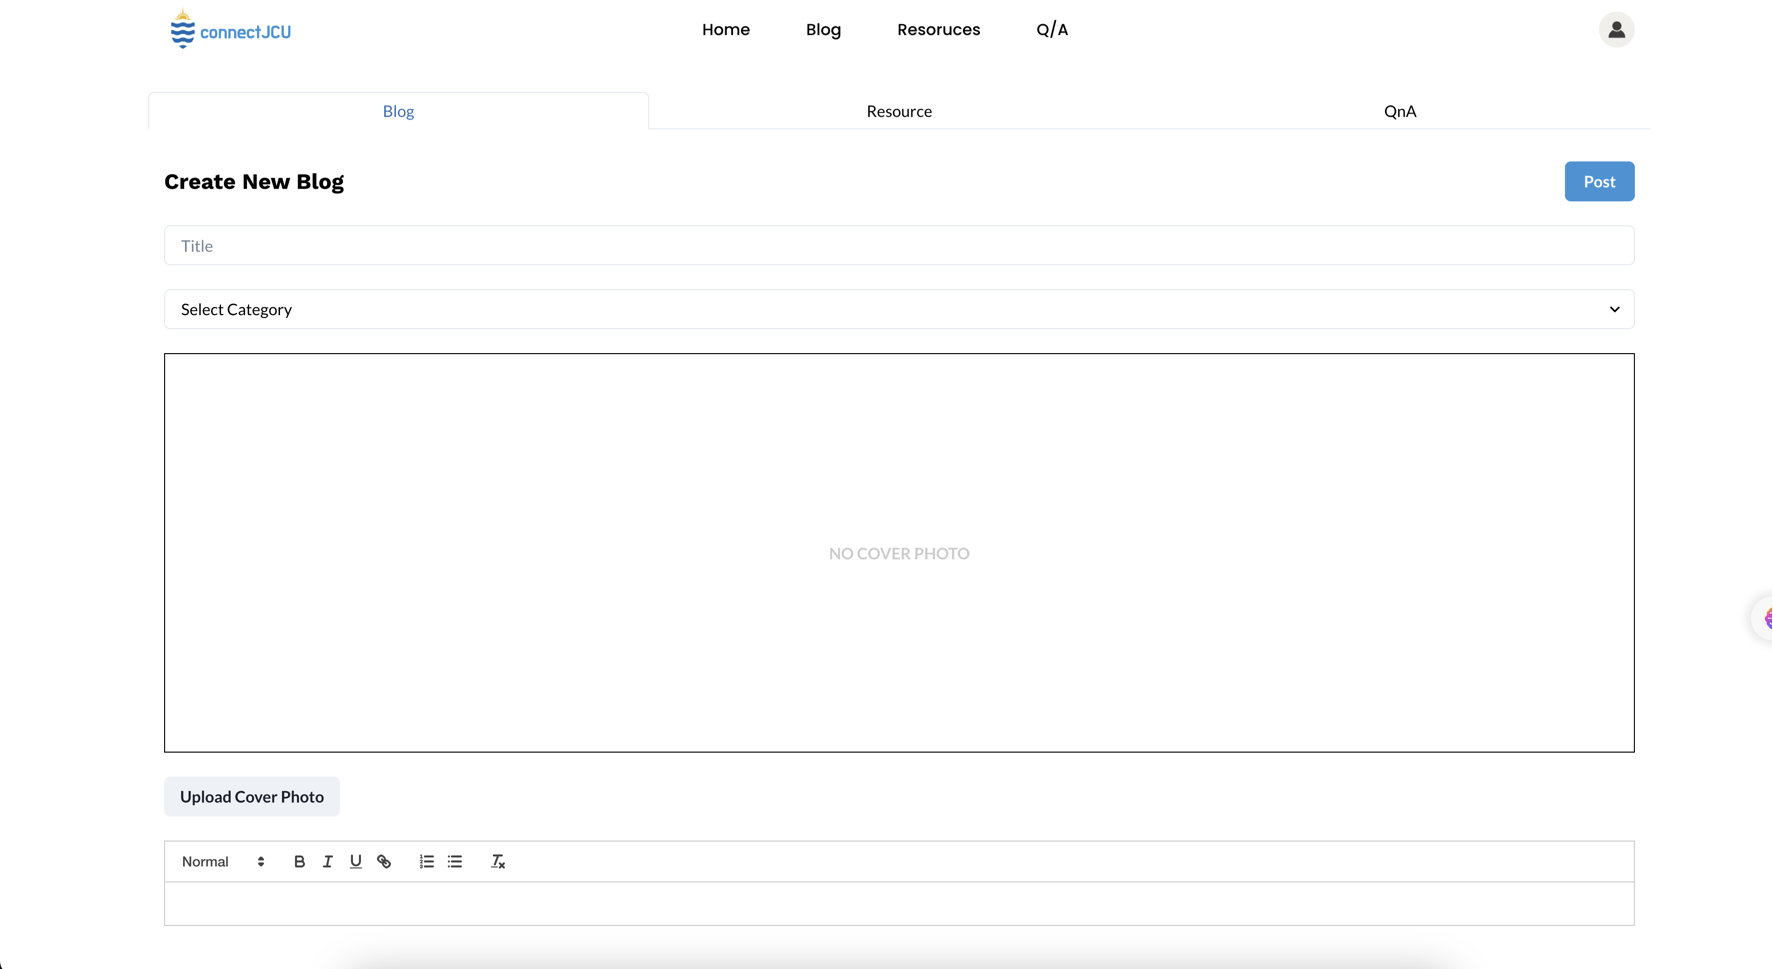 connectJCU
Home Blog Resoruces Q/A
Blog Resource QnA
Create New Blog
Post
Title
Select Category
NO COVER PHOTO
Upload Cover Photo
Normal B I U